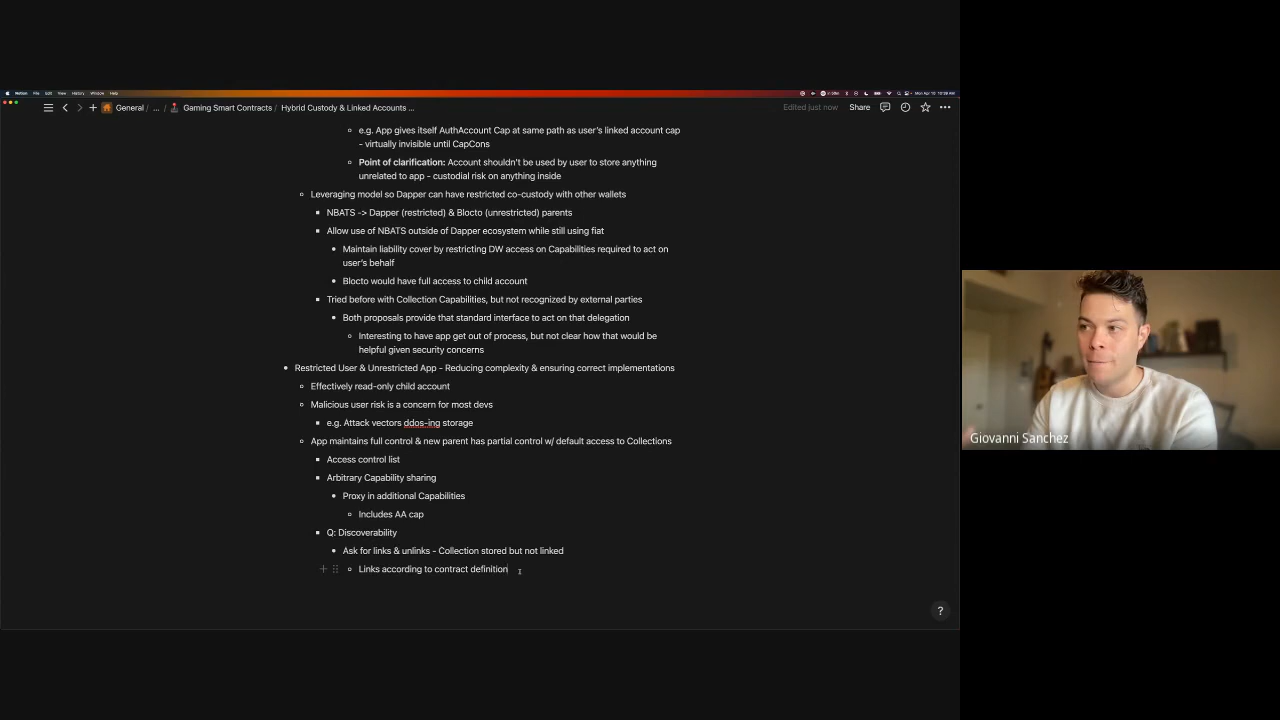 Notion File Edit View History Window Help
Mon Apr 10
General / ... / Gaming Smart Contracts / Hybrid Custody & Linked Accounts ...
Edited just now Share
e.g. App gives itself AuthAccount Cap at same path as user's linked account cap
- virtually invisible until CapCons
Point of clarification: Account shouldn't be used by user to store anything
unrelated to app - custodial risk on anything inside
Leveraging model so Dapper can have restricted co-custody with other wallets
NBATS -> Dapper (restricted) & Blocto (unrestricted) parents
Allow use of NBATS outside of Dapper ecosystem while still using fiat
Maintain liability cover by restricting DW access on Capabilities required to act on
user's behalf
Blocto would have full access to child account
Tried before with Collection Capabilities, but not recognized by external parties
Both proposals provide that standard interface to act on that delegation
Interesting to have app get out of process, but not clear how that would be
helpful given security concerns
Restricted User & Unrestricted App - Reducing complexity & ensuring correct implementations
Effectively read-only child account
Malicious user risk is a concern for most devs
e.g. Attack vectors ddos-ing storage
App maintains full control & new parent has partial control w/ default access to Collections
Access control list
Arbitrary Capability sharing
Proxy in additional Capabilities
Includes AA cap
Q: Discoverability
Ask for links & unlinks - Collection stored but not linked
Links according to contract definition
?
Giovanni Sanchez